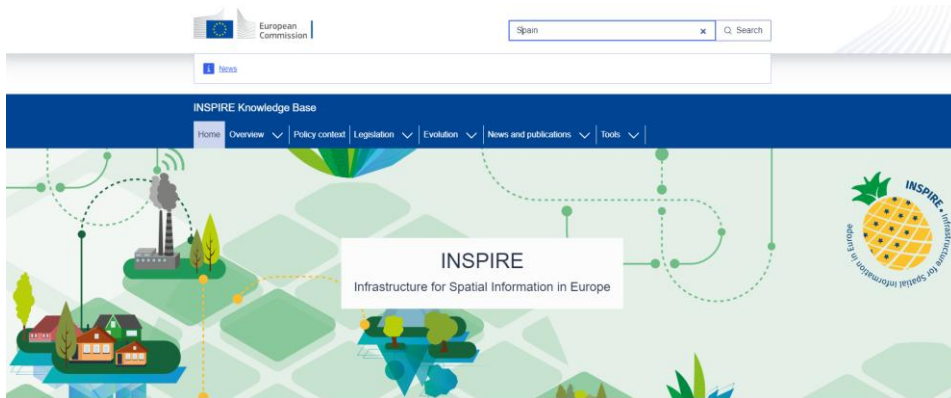 European
Commission
Spain
x
Search
i
News
INSPIRE Knowledge Base
Home
Overview
Policy context
Legislation
Evolution
News and publications
Tools
INSPIRE
Infrastructure for Spatial Information in Europe
INSPIRE • Infrastructure for Spatial Information in Europe